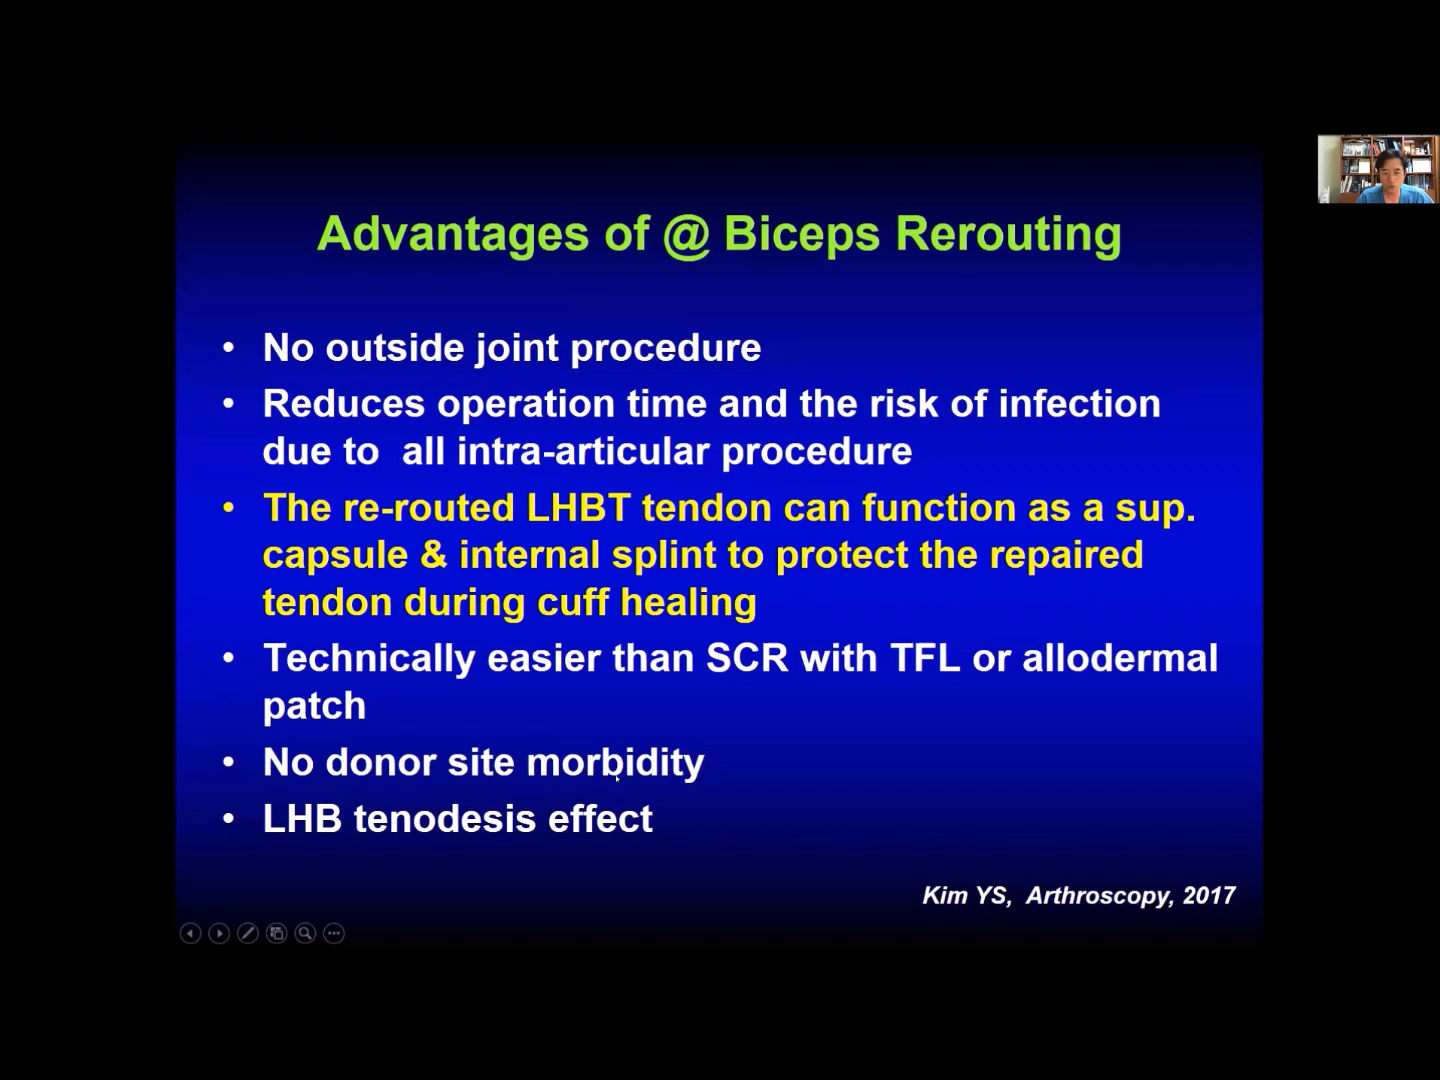 Advantages of @ Biceps Rerouting
• No outside joint procedure
• Reduces operation time and the risk of infection
due to  all intra-articular procedure
• The re-routed LHBT tendon can function as a sup.
capsule & internal splint to protect the repaired
tendon during cuff healing
• Technically easier than SCR with TFL or allodermal
patch
• No donor site morbidity
• LHB tenodesis effect
Kim YS,  Arthroscopy, 2017